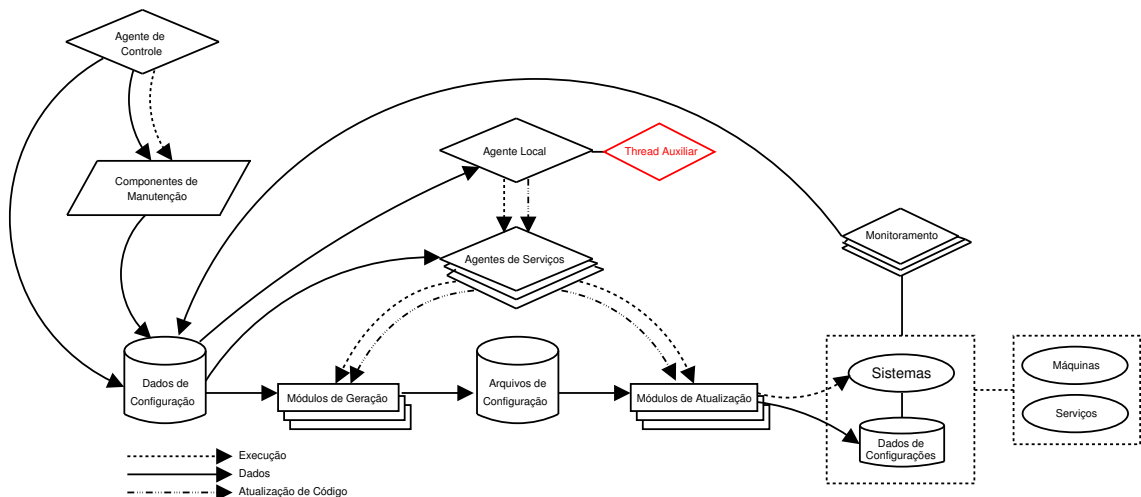 Agente de
Controle
Componentes de
Manutenção
Agente Local
Thread Auxiliar
Agentes de Serviços
Monitoramento
Dados de
Configuração
Módulos de Geração
Arquivos de
Configuração
Módulos de Atualização
Sistemas
Dados de
Configurações
Máquinas
Serviços
Execução
Dados
Atualização de Código